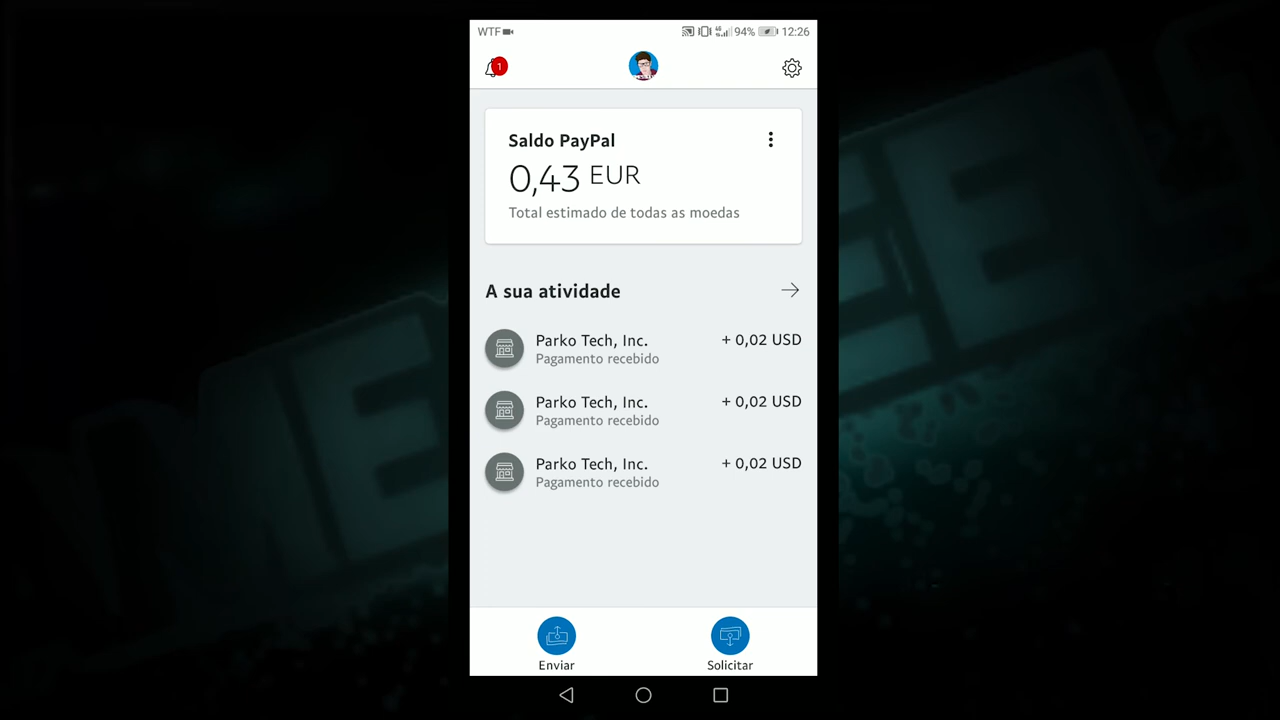 WTF 94% 12:26
1
Saldo PayPal
0,43 EUR
Total estimado de todas as moedas
A sua atividade
Parko Tech, Inc. + 0,02 USD
Pagamento recebido
Parko Tech, Inc. + 0,02 USD
Pagamento recebido
Parko Tech, Inc. + 0,02 USD
Pagamento recebido
Enviar Solicitar